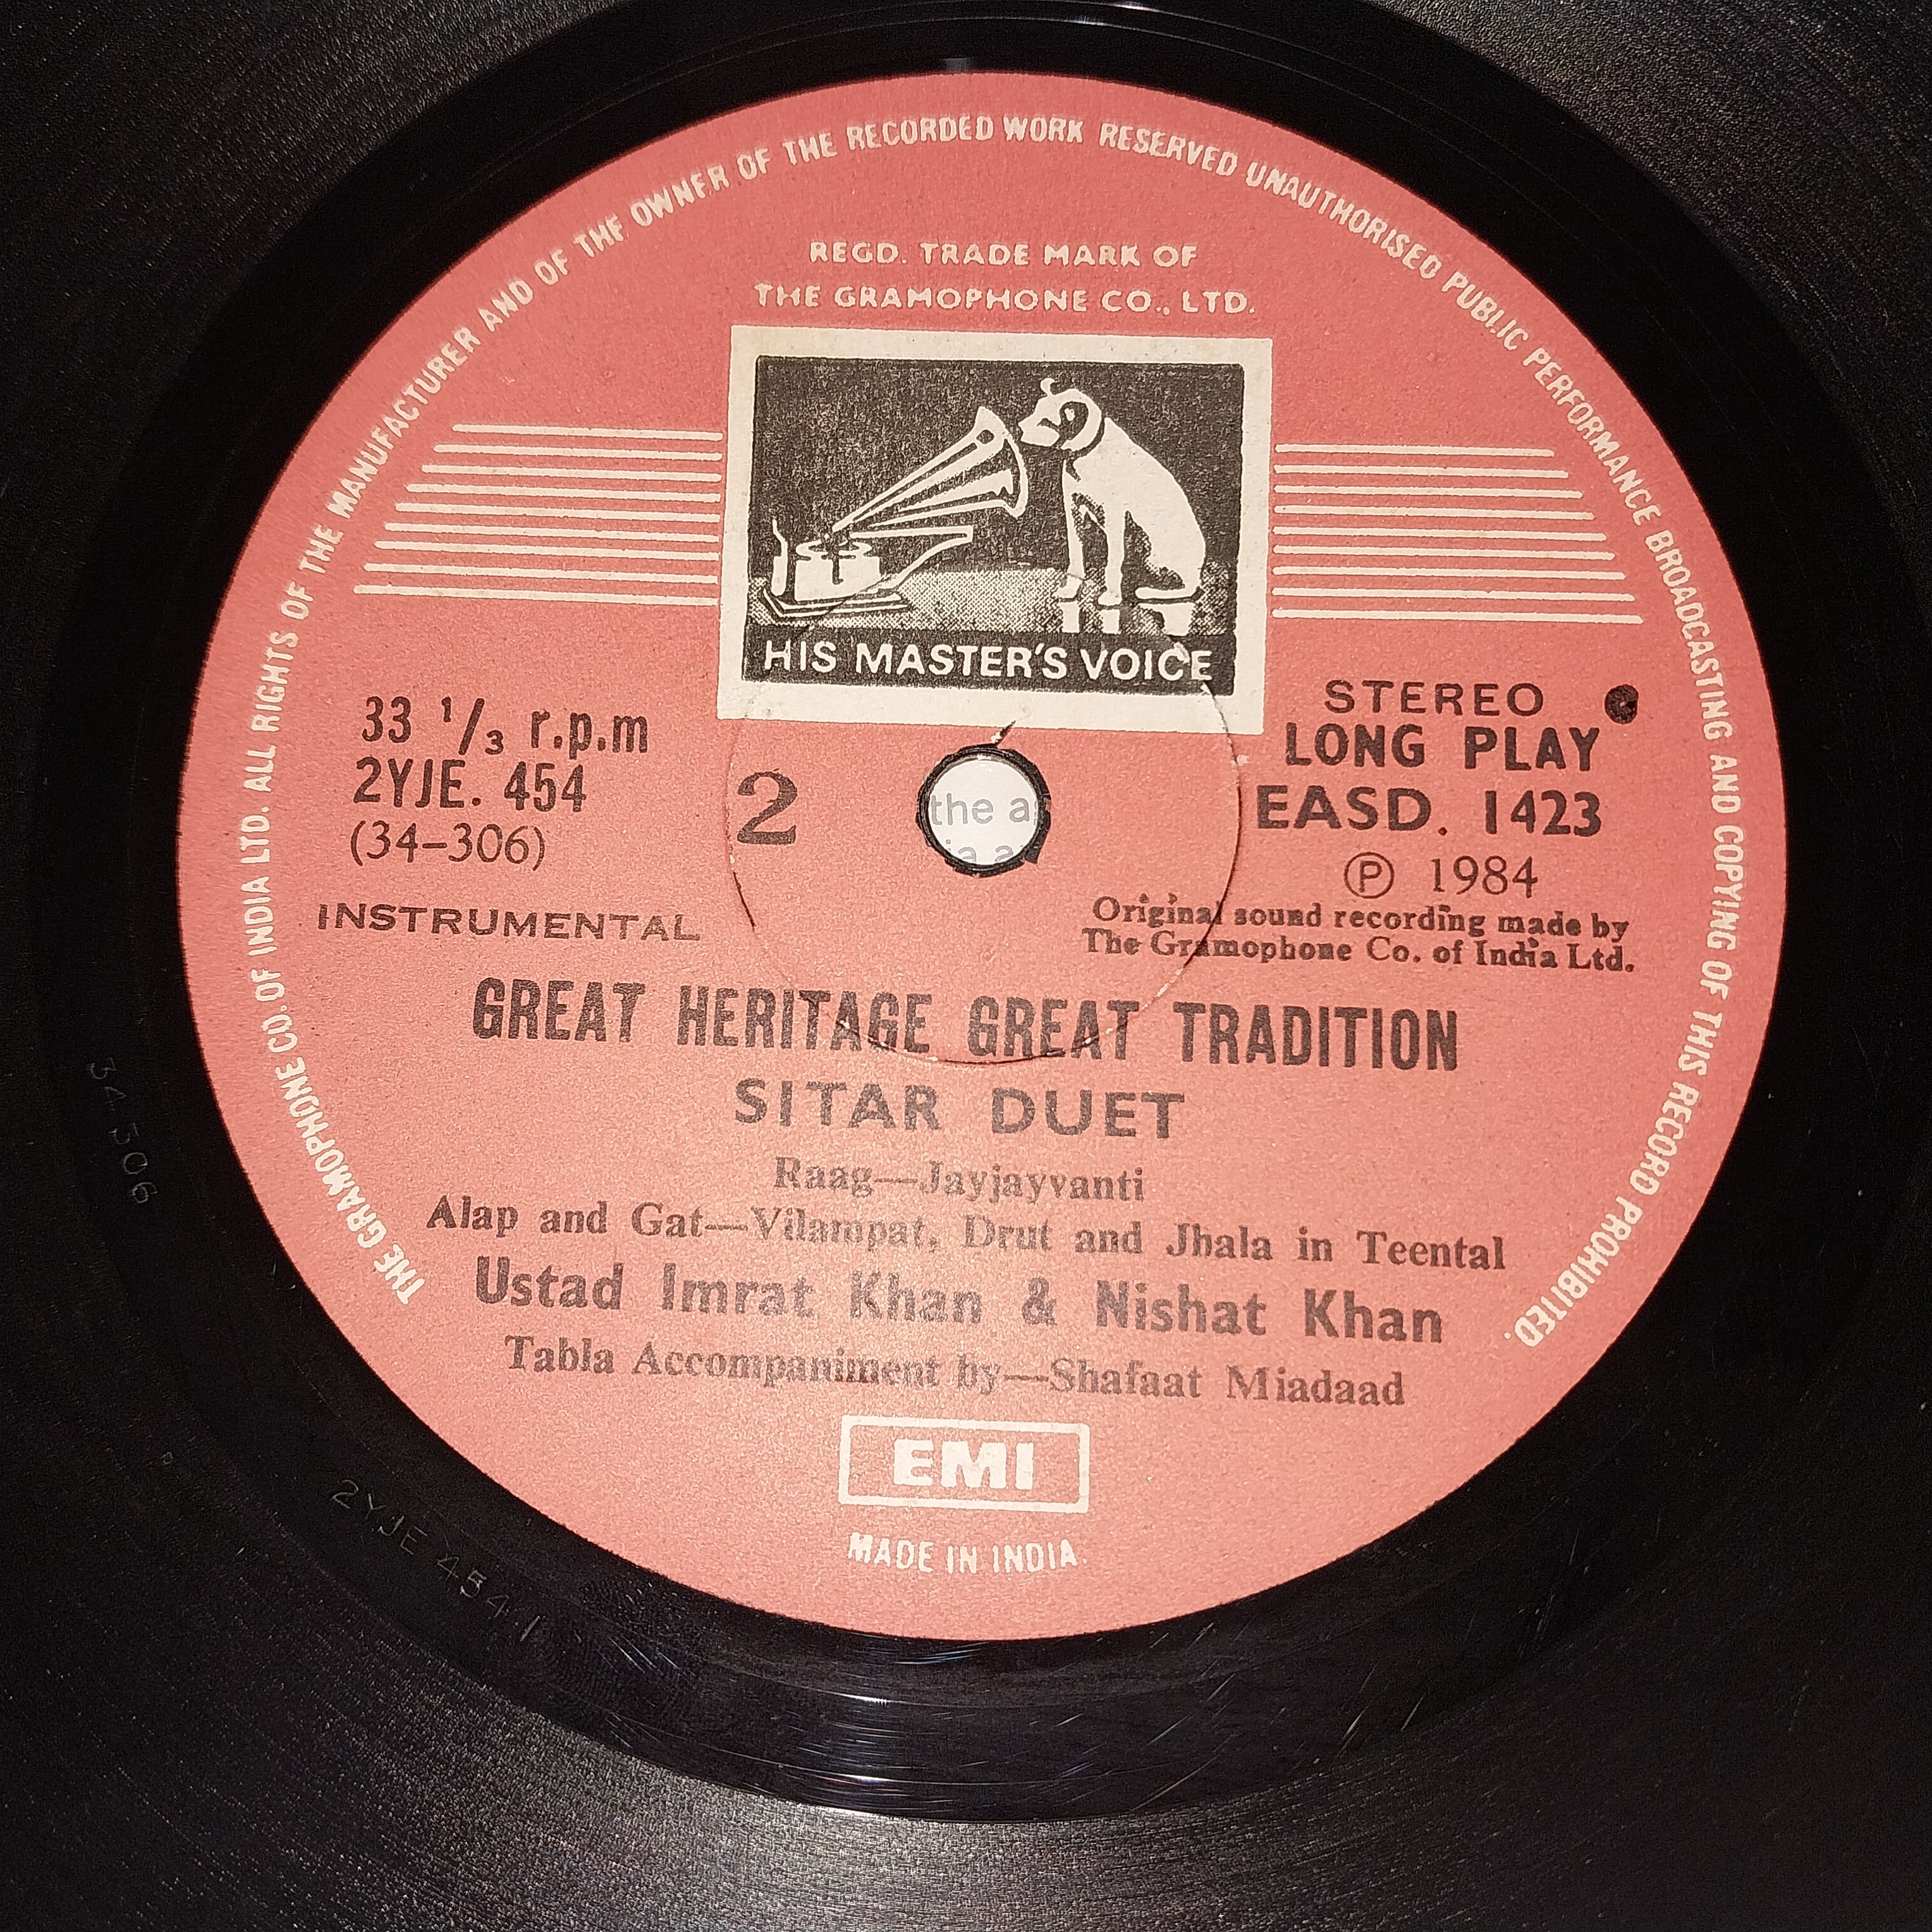 THE GRAMOPHONE CO. OF INDIA LTD. ALL RIGHTS OF THE MANUFACTURER AND OF THE OWNER OF THE RECORDED WORK RESERVED UNAUTHORISED PUBLIC PERFORMANCE BROADCASTING AND COPYING OF THIS RECORD PROHIBITED.
REGD. TRADE MARK OF
THE GRAMOPHONE CO., LTD.
HIS MASTER'S VOICE
33 1/3 r.p.m
2YJE. 454
(34-306)
INSTRUMENTAL
2
the a
ia a
STEREO
LONG PLAY
EASD. 1423
Ⓟ 1984
Original sound recording made by
The Gramophone Co. of India Ltd.
GREAT HERITAGE GREAT TRADITION
SITAR DUET
Raag—Jayjayvanti
Alap and Gat—Vilampat, Drut and Jhala in Teental
Ustad Imrat Khan & Nishat Khan
Tabla Accompaniment by—Shafaat Miadaad
EMI
MADE IN INDIA.
34 306
2YJE 454 1